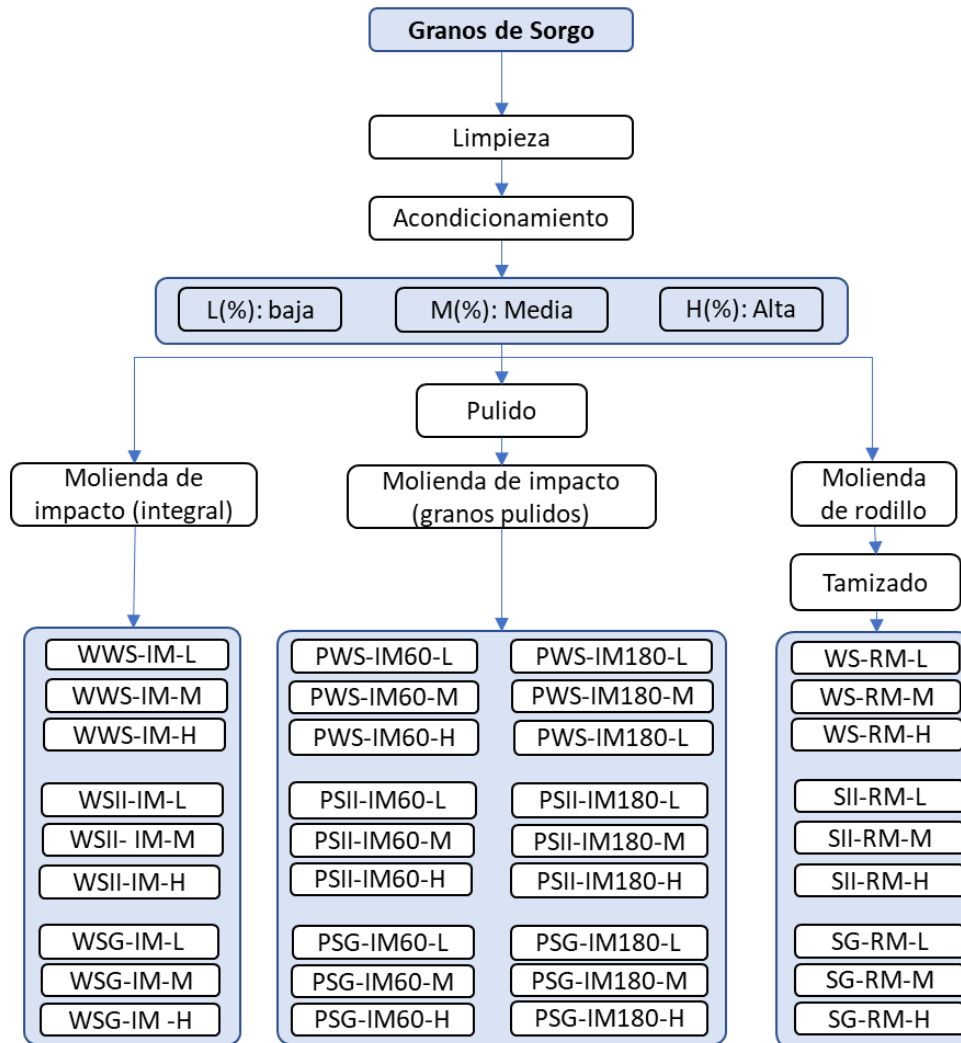 Granos de Sorgo
Limpieza
Acondicionamiento
L(%): baja
M(%): Media
H(%): Alta
Pulido
Molienda de
impacto (integral)
Molienda de impacto
(granos pulidos)
Molienda
de rodillo
Tamizado
WWS-IM-L
WWS-IM-M
WWS-IM-H
WSII-IM-L
WSII- IM-M
WSII-IM-H
WSG-IM-L
WSG-IM-M
WSG-IM -H
PWS-IM60-L
PWS-IM60-M
PWS-IM60-H
PSII-IM60-L
PSII-IM60-M
PSII-IM60-H
PSG-IM60-L
PSG-IM60-M
PSG-IM60-H
PWS-IM180-L
PWS-IM180-M
PWS-IM180-L
PSII-IM180-L
PSII-IM180-M
PSII-IM180-H
PSG-IM180-L
PSG-IM180-M
PSG-IM180-H
WS-RM-L
WS-RM-M
WS-RM-H
SII-RM-L
SII-RM-M
SII-RM-H
SG-RM-L
SG-RM-M
SG-RM-H